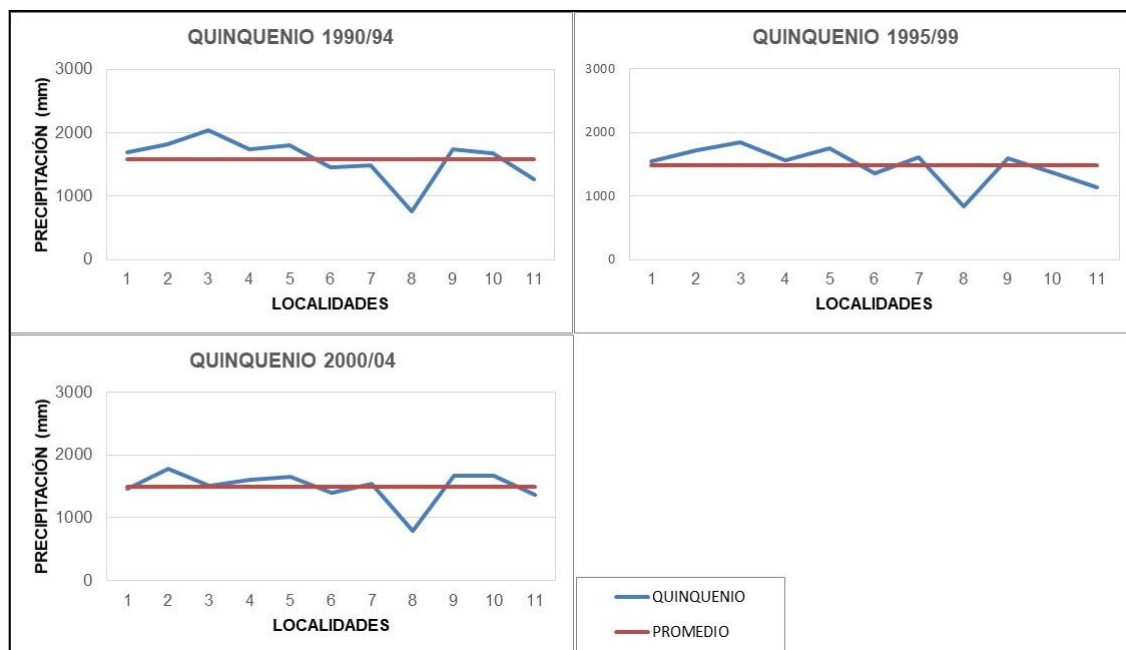 QUINQUENIO 1990/94
PRECIPITACIÓN (mm)
3000
2000
1000
0
1 2 3 4 5 6 7 8 9 10 11
LOCALIDADES
QUINQUENIO 1995/99
3000
2000
1000
0
1 2 3 4 5 6 7 8 9 10 11
LOCALIDADES
QUINQUENIO 2000/04
PRECIPITACIÓN (mm)
3000
2000
1000
0
1 2 3 4 5 6 7 8 9 10 11
LOCALIDADES
QUINQUENIO
PROMEDIO